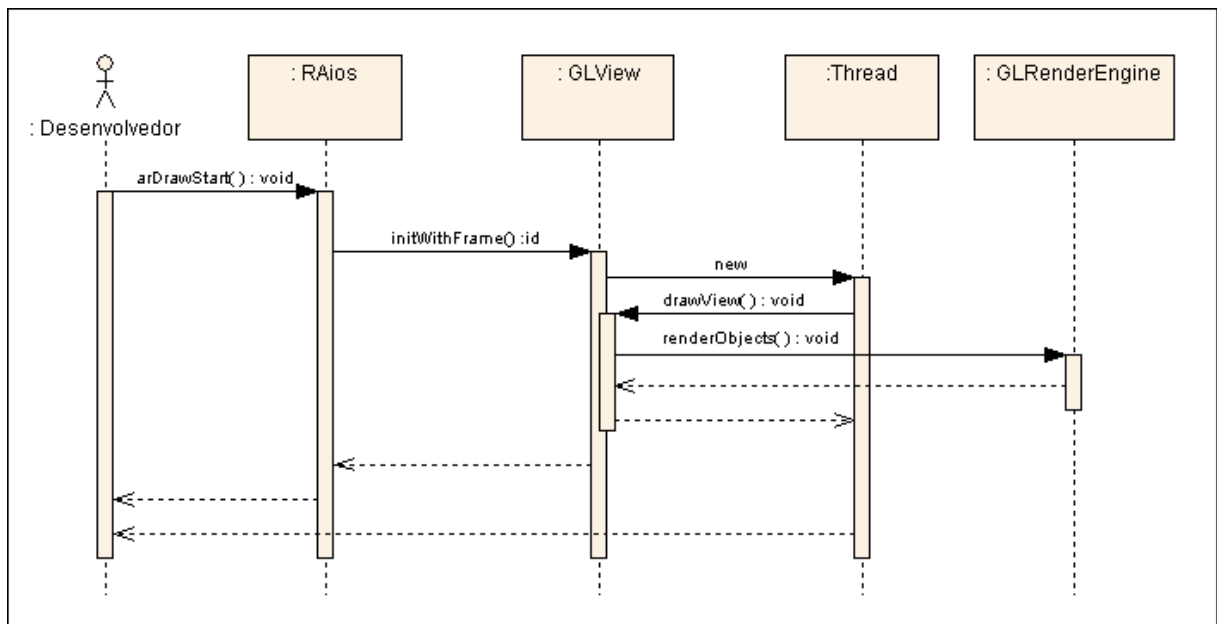 : RAios
: GLView
:Thread
: GLRenderEngine
: Desenvolvedor
arDrawStart( ) : void
initWithFrame() :id
new
drawView( ) : void
renderObjects( ) : void